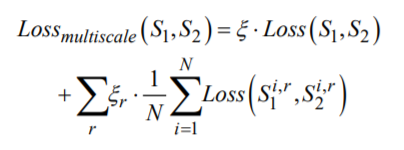 Loss_multiscale(S₁,S₂) = ξ · Loss(S₁,S₂)
+ ∑_r ξ_r · 1/N ∑_{i=1}^{N} Loss(S₁^{i,r},S₂^{i,r})